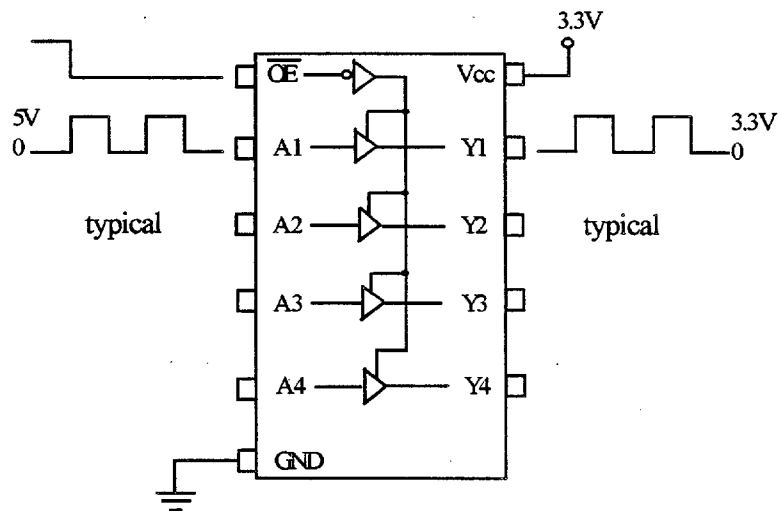 3.3V
OE Vcc
5V
0
A1 Y1
3.3V
0
typical
A2 Y2
typical
A3 Y3
A4 Y4
GND